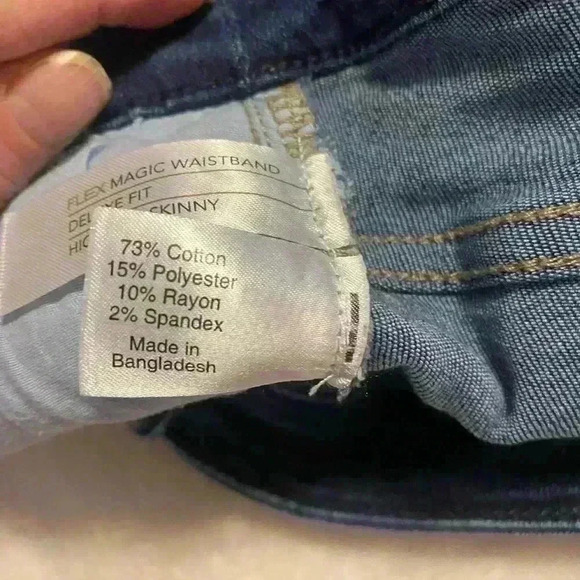 FLEX MAGIC WAISTBAND
FIT
SKINNY
73% Cotton
15% Polyester
10% Rayon
2% Spandex
Made in
Bangladesh